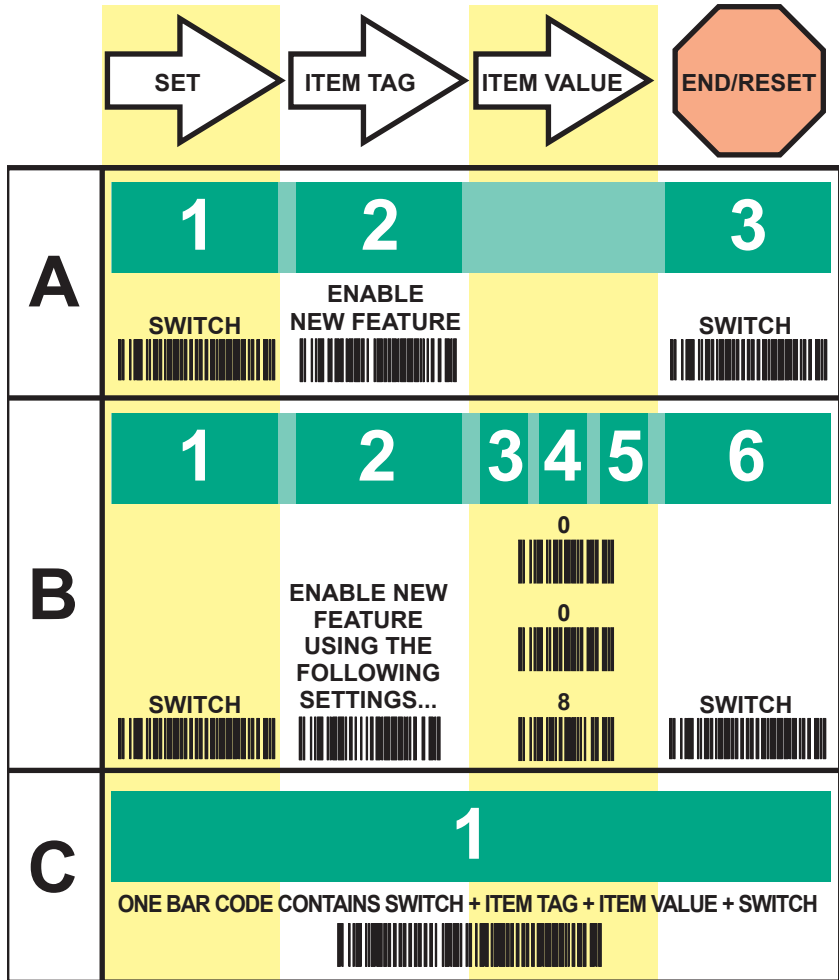 SET
ITEM TAG
ITEM VALUE
END/RESET
A
1
2
3
SWITCH
ENABLE
NEW FEATURE
SWITCH
B
1
2
3
4
5
6
SWITCH
ENABLE NEW
FEATURE
USING THE
FOLLOWING
SETTINGS...
0
0
8
SWITCH
C
1
ONE BAR CODE CONTAINS SWITCH + ITEM TAG + ITEM VALUE + SWITCH